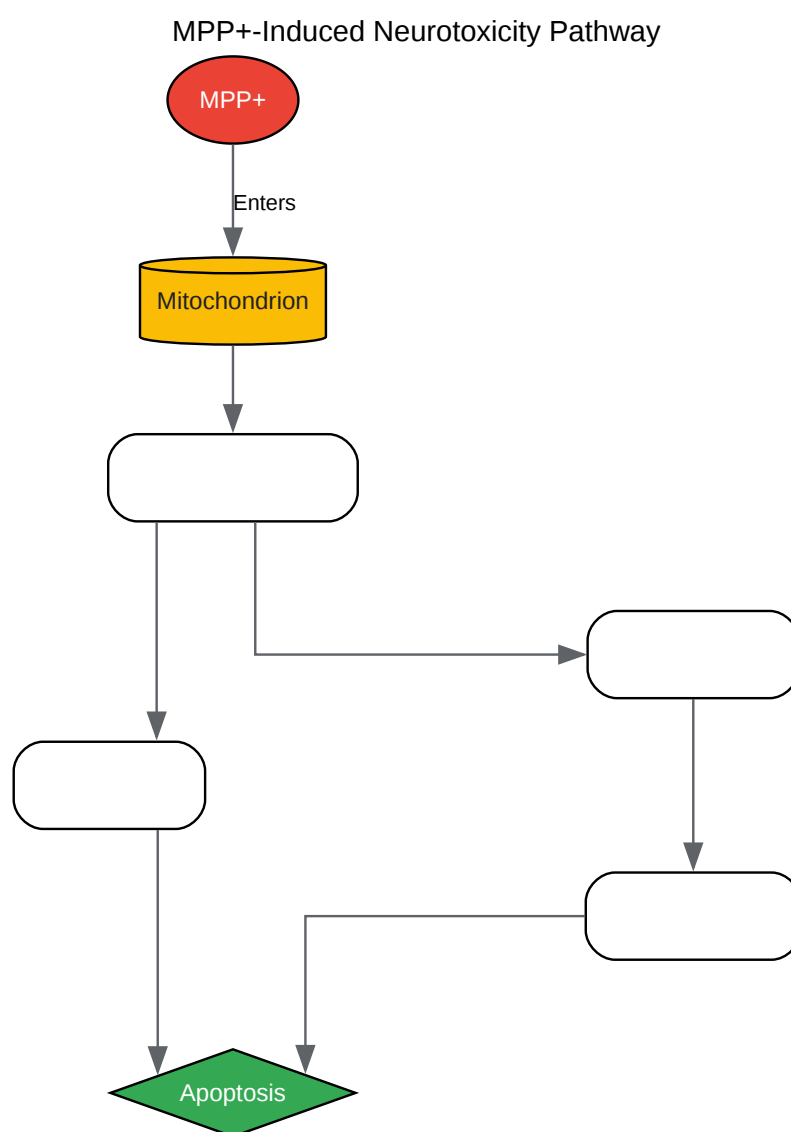 MPP+-Induced Neurotoxicity Pathway
MPP+
Enters
Mitochondrion
Apoptosis